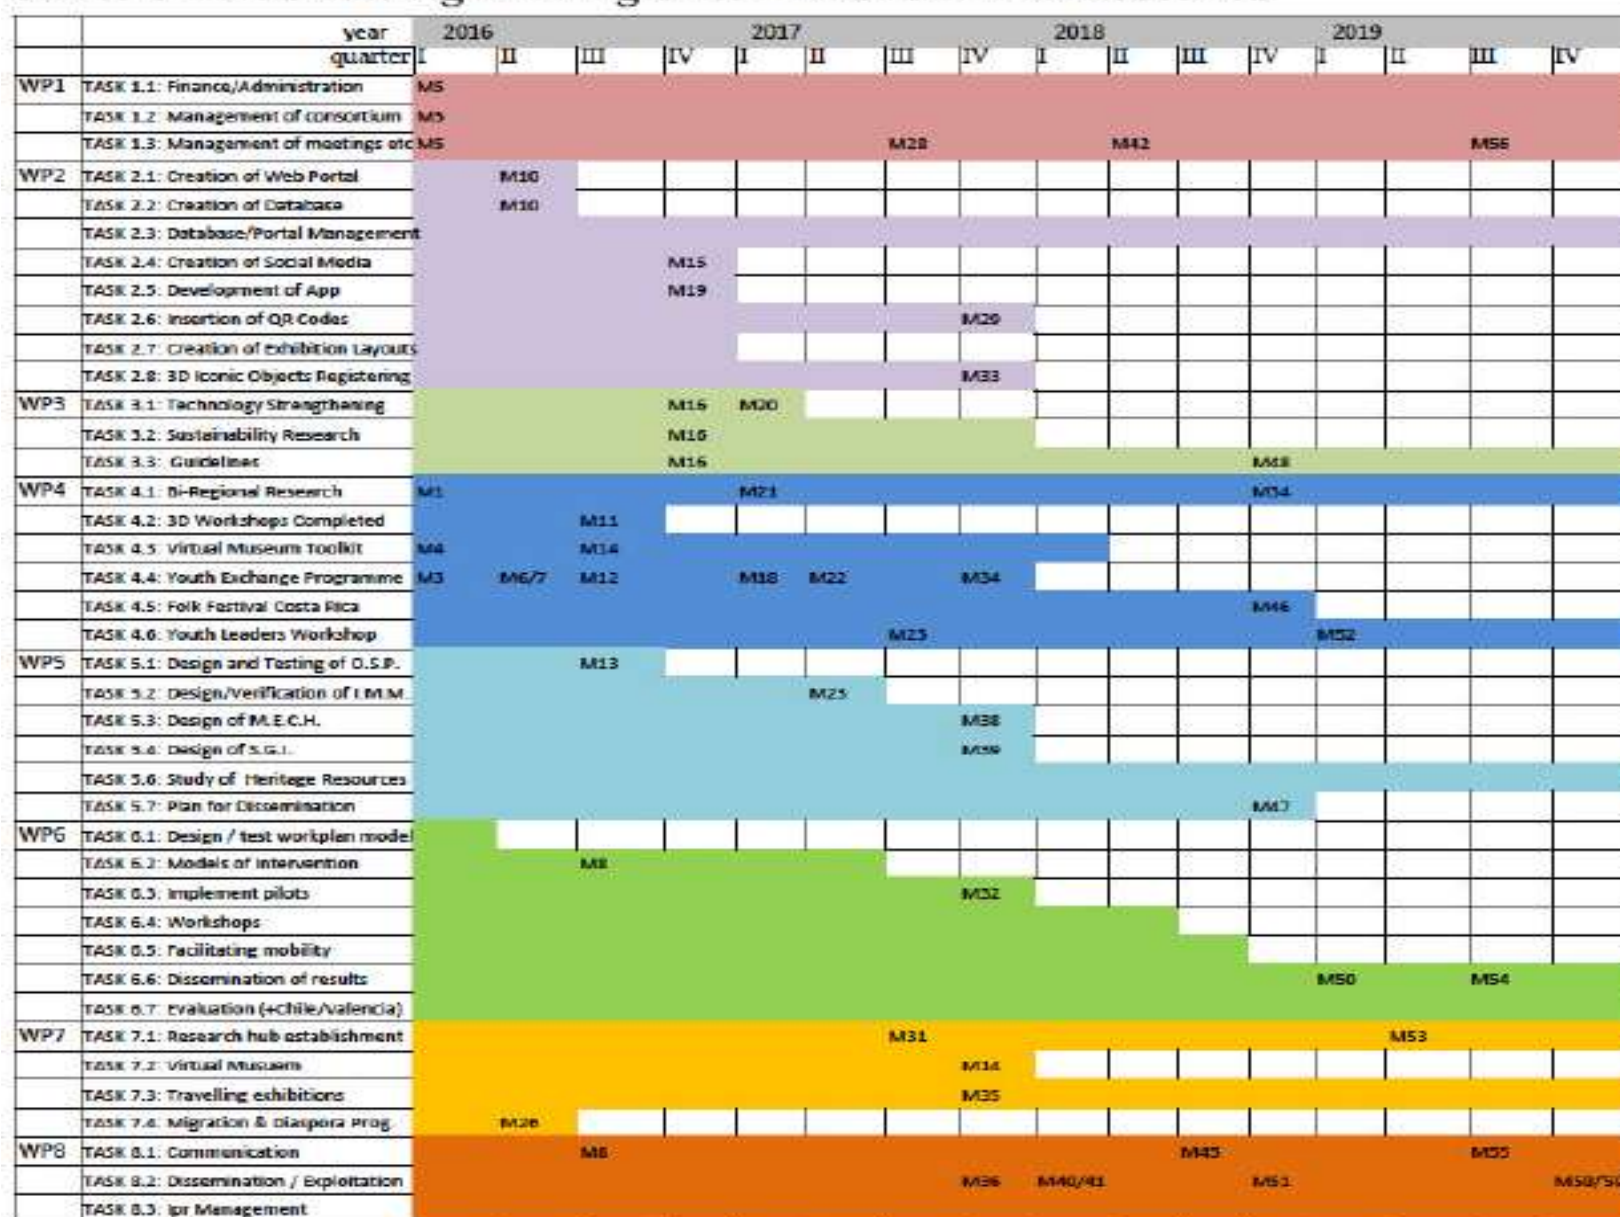 year 2016 2017 2018 2019
quarter I II III IV I II III IV I II III IV I II III IV
WP1 TASK 1.1: Finance/Administration M5
TASK 1.2: Management of consortium M5
TASK 1.3: Management of meetings etc M5 M28 M42 M56
WP2 TASK 2.1: Creation of Web Portal M10
TASK 2.2: Creation of Database M10
TASK 2.3: Database/Portal Management
TASK 2.4: Creation of Social Media M15
TASK 2.5: Development of App M19
TASK 2.6: Insertion of QR Codes M29
TASK 2.7: Creation of Exhibition Layouts
TASK 2.8: 3D Iconic Objects Registering M33
WP3 TASK 3.1: Technology Strengthening M16 M20
TASK 3.2: Sustainability Research M16
TASK 3.3: Guidelines M16 M48
WP4 TASK 4.1: Bi-Regional Research M1 M21 M34
TASK 4.2: 3D Workshops Completed M11
TASK 4.3: Virtual Museum Toolkit M4 M14
TASK 4.4: Youth Exchange Programme M3 M6/7 M12 M18 M22 M34
TASK 4.5: Folk Festival Costa Rica M46
TASK 4.6: Youth Leaders Workshop M23 M52
WP5 TASK 5.1: Design and Testing of O.S.P. M13
TASK 5.2: Design/Verification of I.M.M. M25
TASK 5.3: Design of M.E.C.H. M38
TASK 5.4: Design of S.G.I. M39
TASK 5.6: Study of Heritage Resources
TASK 5.7: Plan for Dissemination M47
WP6 TASK 6.1: Design / test workplan model
TASK 6.2: Models of Intervention M8
TASK 6.3: Implement pilots M32
TASK 6.4: Workshops
TASK 6.5: Facilitating mobility
TASK 6.6: Dissemination of results M50 M54
TASK 6.7: Evaluation (+Chile/Valencia)
WP7 TASK 7.1: Research hub establishment M31 M53
TASK 7.2: Virtual Musuem M14
TASK 7.3: Travelling exhibitions M35
TASK 7.4: Migration & Diaspora Prog. M26
WP8 TASK 8.1: Communication M8 M45 M55
TASK 8.2: Dissemination / Exploitation M36 M40/41 M51
TASK 8.3: Ipr Management